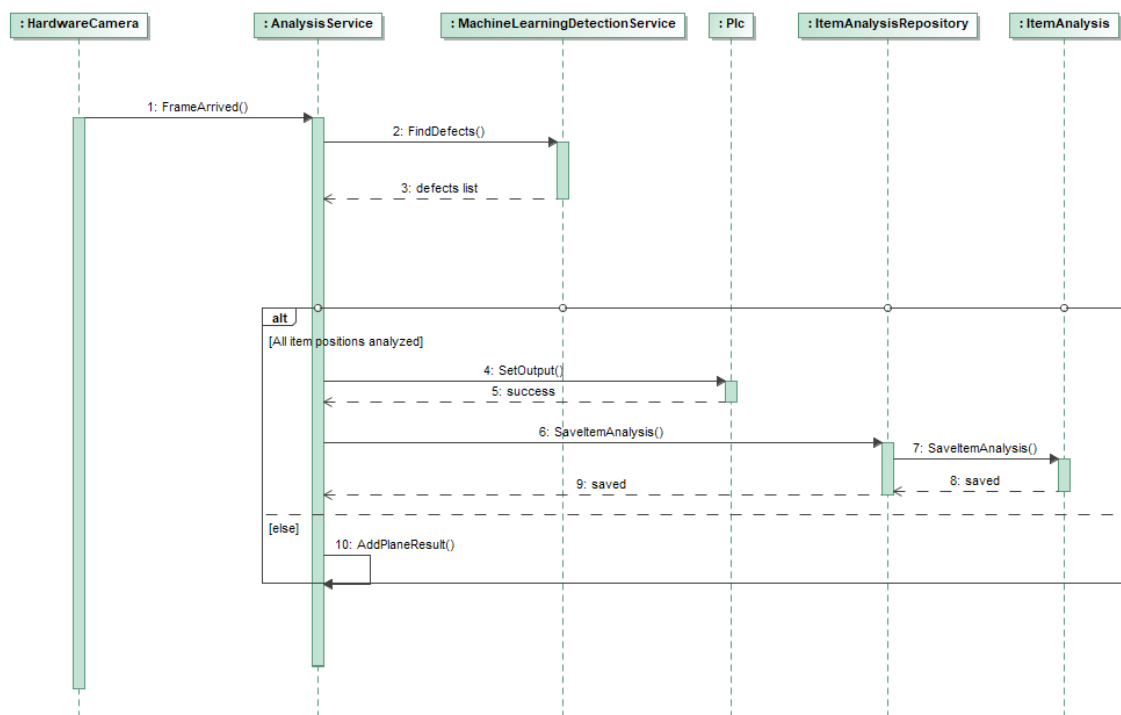 : HardwareCamera
: AnalysisService
: MachineLearningDetectionService
: Plc
: ItemAnalysisRepository
: ItemAnalysis
1: FrameArrived()
2: FindDefects()
3: defects list
alt
[All item positions analyzed]
4: SetOutput()
5: success
6: SaveItemAnalysis()
7: SaveItemAnalysis()
8: saved
9: saved
[else]
10: AddPlaneResult()